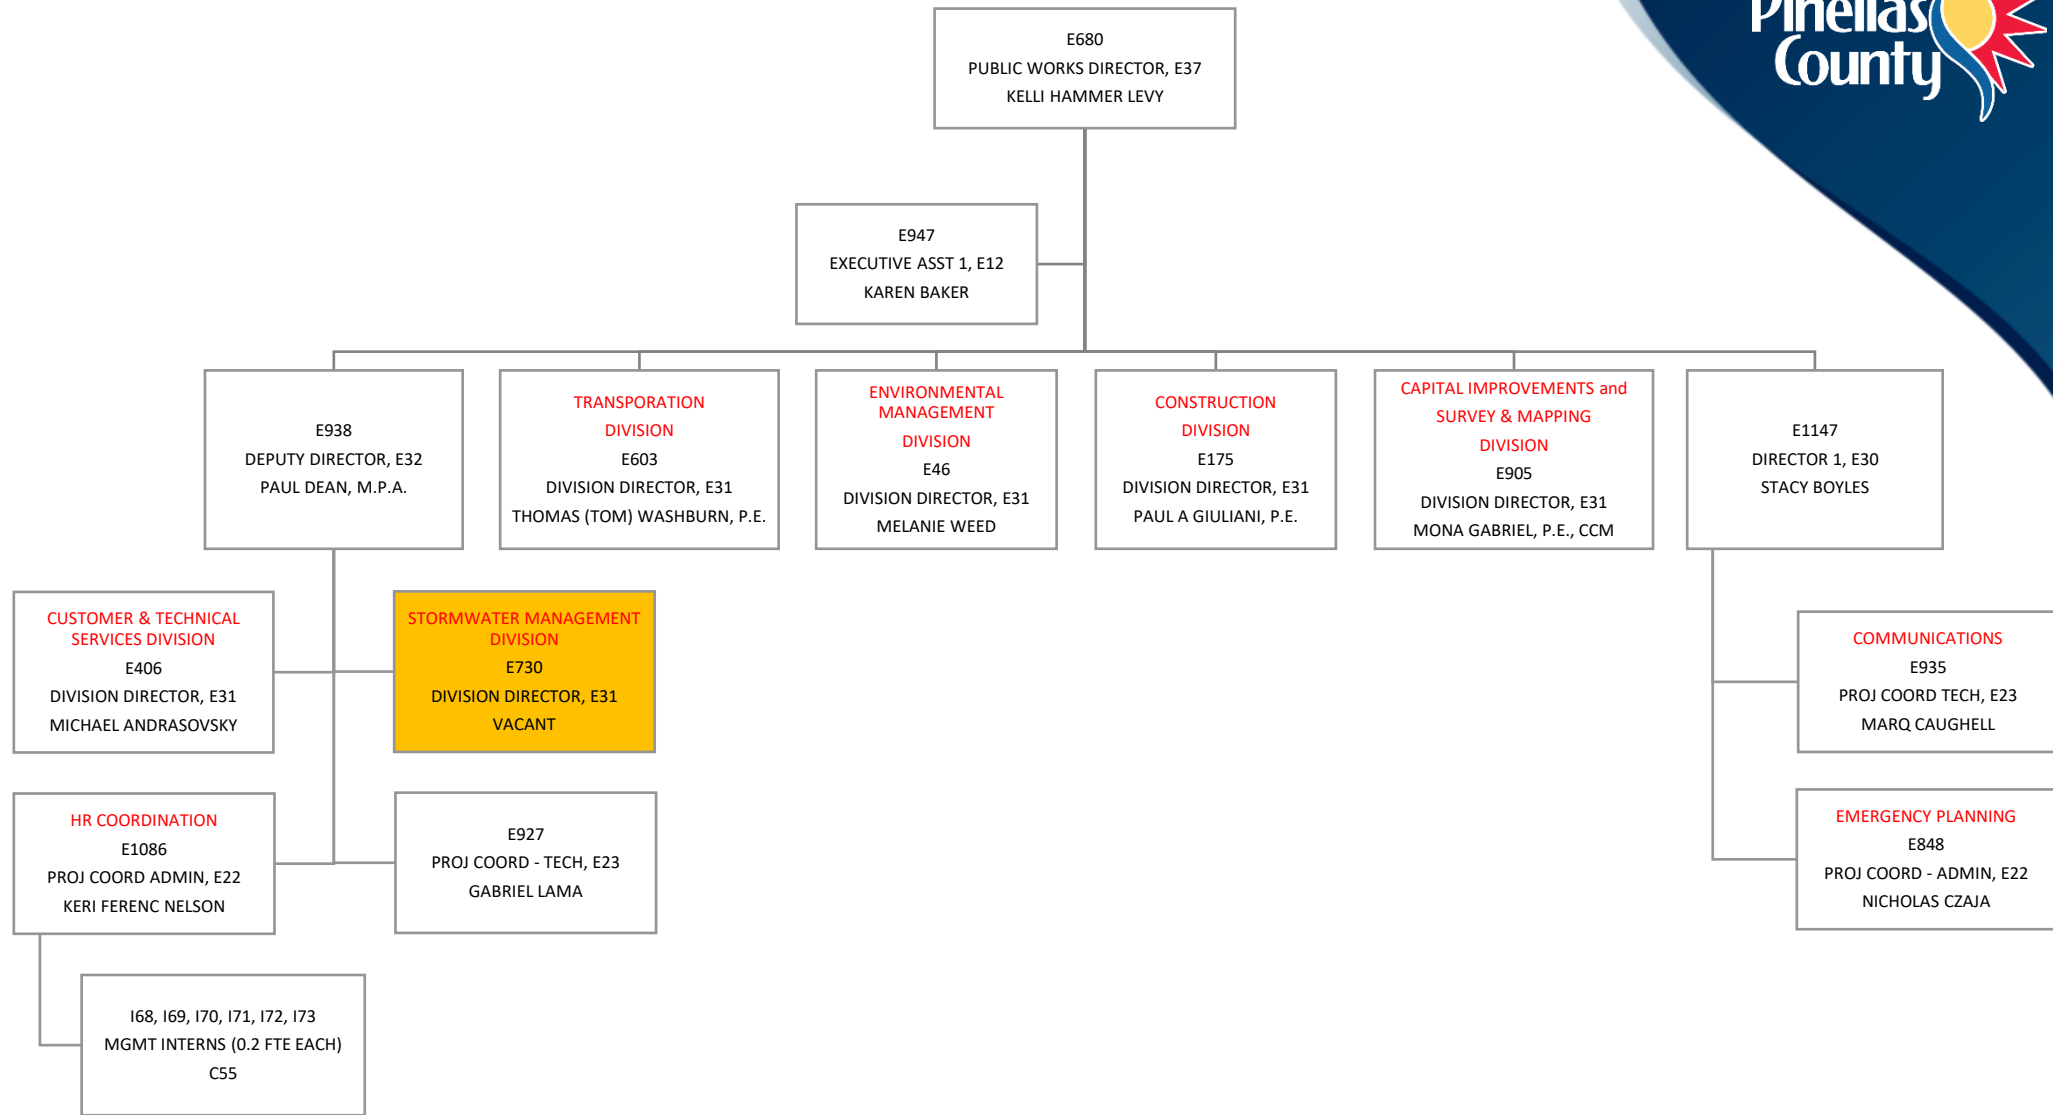 Pinellas
County
E680
PUBLIC WORKS DIRECTOR, E37
KELLI HAMMER LEVY
E947
EXECUTIVE ASST 1, E12
KAREN BAKER
E938
DEPUTY DIRECTOR, E32
PAUL DEAN, M.P.A.
TRANSPORATION
DIVISION
E603
DIVISION DIRECTOR, E31
THOMAS (TOM) WASHBURN, P.E.
ENVIRONMENTAL
MANAGEMENT
DIVISION
E46
DIVISION DIRECTOR, E31
MELANIE WEED
CONSTRUCTION
DIVISION
E175
DIVISION DIRECTOR, E31
PAUL A GIULIANI, P.E.
CAPITAL IMPROVEMENTS and
SURVEY & MAPPING
DIVISION
E905
DIVISION DIRECTOR, E31
MONA GABRIEL, P.E., CCM
E1147
DIRECTOR 1, E30
STACY BOYLES
CUSTOMER & TECHNICAL
SERVICES DIVISION
E406
DIVISION DIRECTOR, E31
MICHAEL ANDRASOVSKY
STORMWATER MANAGEMENT
DIVISION
E730
DIVISION DIRECTOR, E31
VACANT
COMMUNICATIONS
E935
PROJ COORD TECH, E23
MARQ CAUGHELL
HR COORDINATION
E1086
PROJ COORD ADMIN, E22
KERI FERENC NELSON
E927
PROJ COORD - TECH, E23
GABRIEL LAMA
EMERGENCY PLANNING
E848
PROJ COORD - ADMIN, E22
NICHOLAS CZAJA
I68, I69, I70, I71, I72, I73
MGMT INTERNS (0.2 FTE EACH)
C55